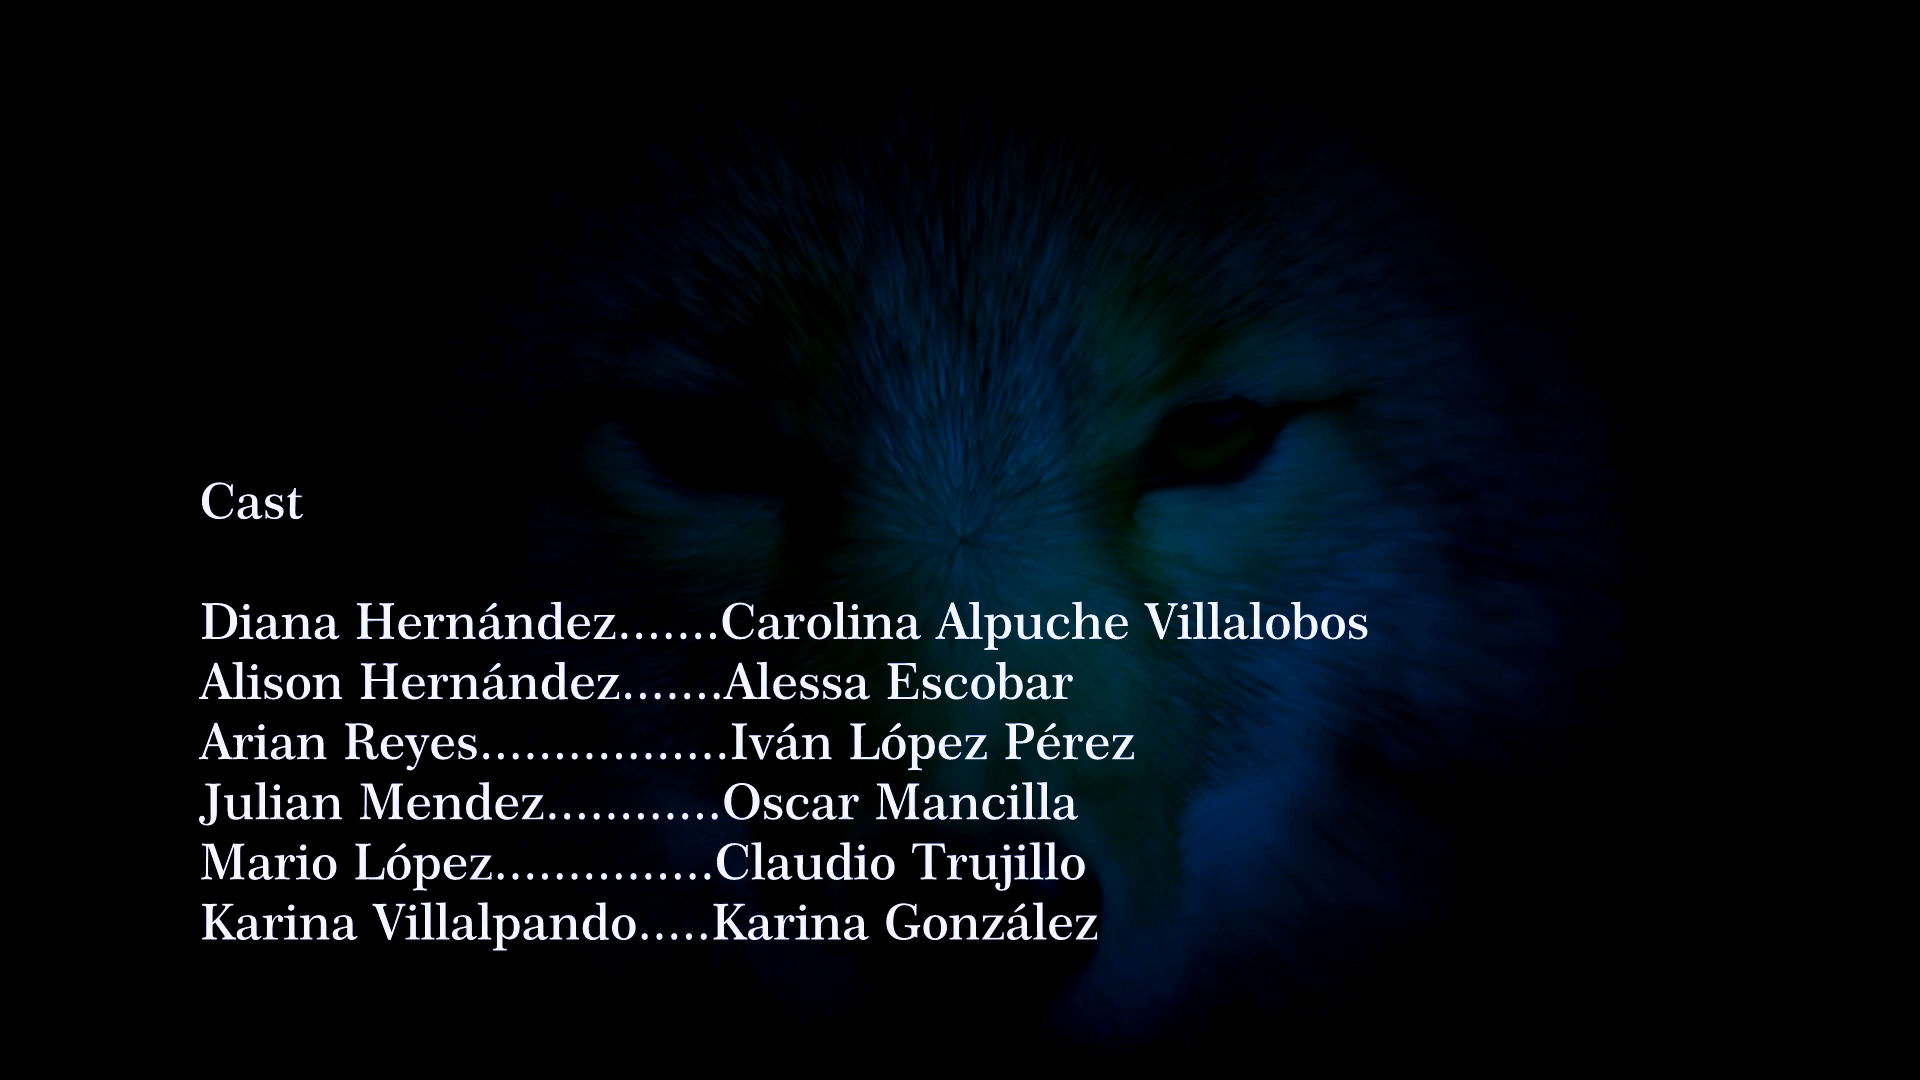 Cast
Diana Hernández.......Carolina Alpuche Villalobos
Alison Hernández.......Alessa Escobar
Arian Reyes.................Iván López Pérez
Julian Mendez............Oscar Mancilla
Mario López...............Claudio Trujillo
Karina Villalpando.....Karina González